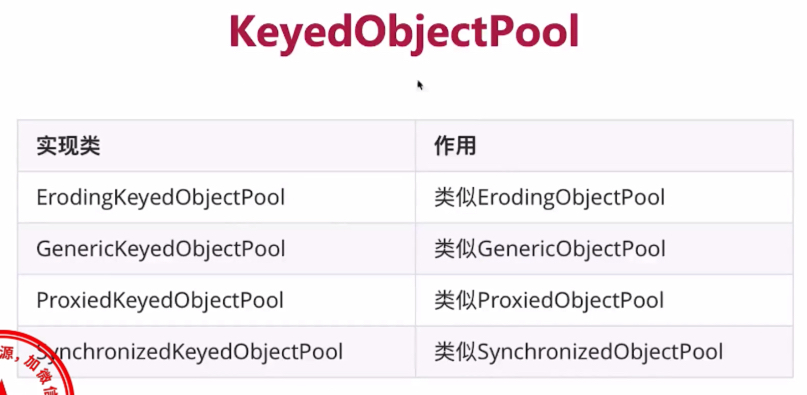 KeyedObjectPool
实现类 作用
ErodingKeyedObjectPool 类似ErodingObjectPool
GenericKeyedObjectPool 类似GenericObjectPool
ProxiedKeyedObjectPool 类似ProxiedObjectPool
SynchronizedKeyedObjectPool 类似SynchronizedObjectPool
源，加微信